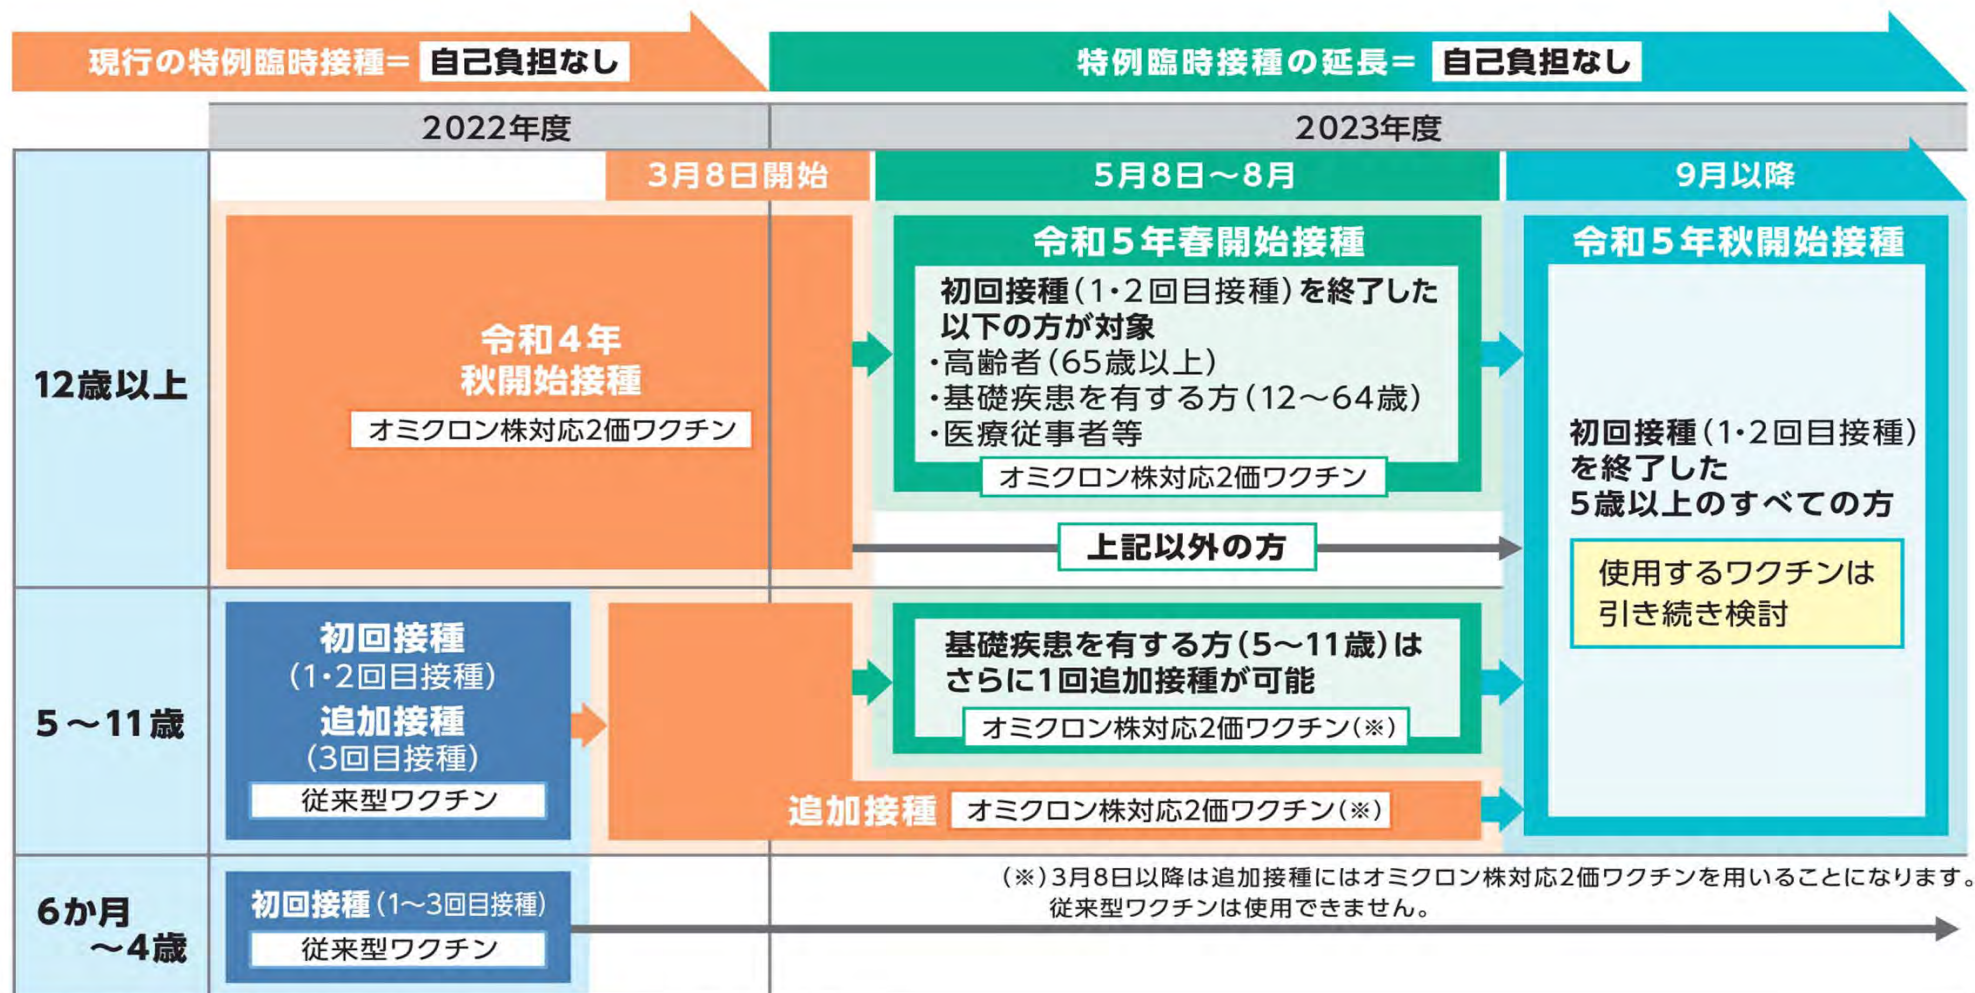 現行の特例臨時接種= 自己負担なし
特例臨時接種の延長= 自己負担なし
2022年度
2023年度
3月8日開始
5月8日～8月
9月以降
12歳以上
令和4年
秋開始接種
オミクロン株対応2価ワクチン
令和5年春開始接種
初回接種(1・2回目接種)を終了した
以下の方が対象
・高齢者(65歳以上)
・基礎疾患を有する方(12～64歳)
・医療従事者等
オミクロン株対応2価ワクチン
上記以外の方
令和5年秋開始接種
初回接種(1・2回目接種)
を終了した
5歳以上のすべての方
使用するワクチンは
引き続き検討
5～11歳
初回接種
(1・2回目接種)
追加接種
(3回目接種)
従来型ワクチン
基礎疾患を有する方(5～11歳)は
さらに1回追加接種が可能
オミクロン株対応2価ワクチン(※)
追加接種 オミクロン株対応2価ワクチン(※)
6か月
～4歳
初回接種(1～3回目接種)
従来型ワクチン
(※)3月8日以降は追加接種にはオミクロン株対応2価ワクチンを用いることになります。
従来型ワクチンは使用できません。